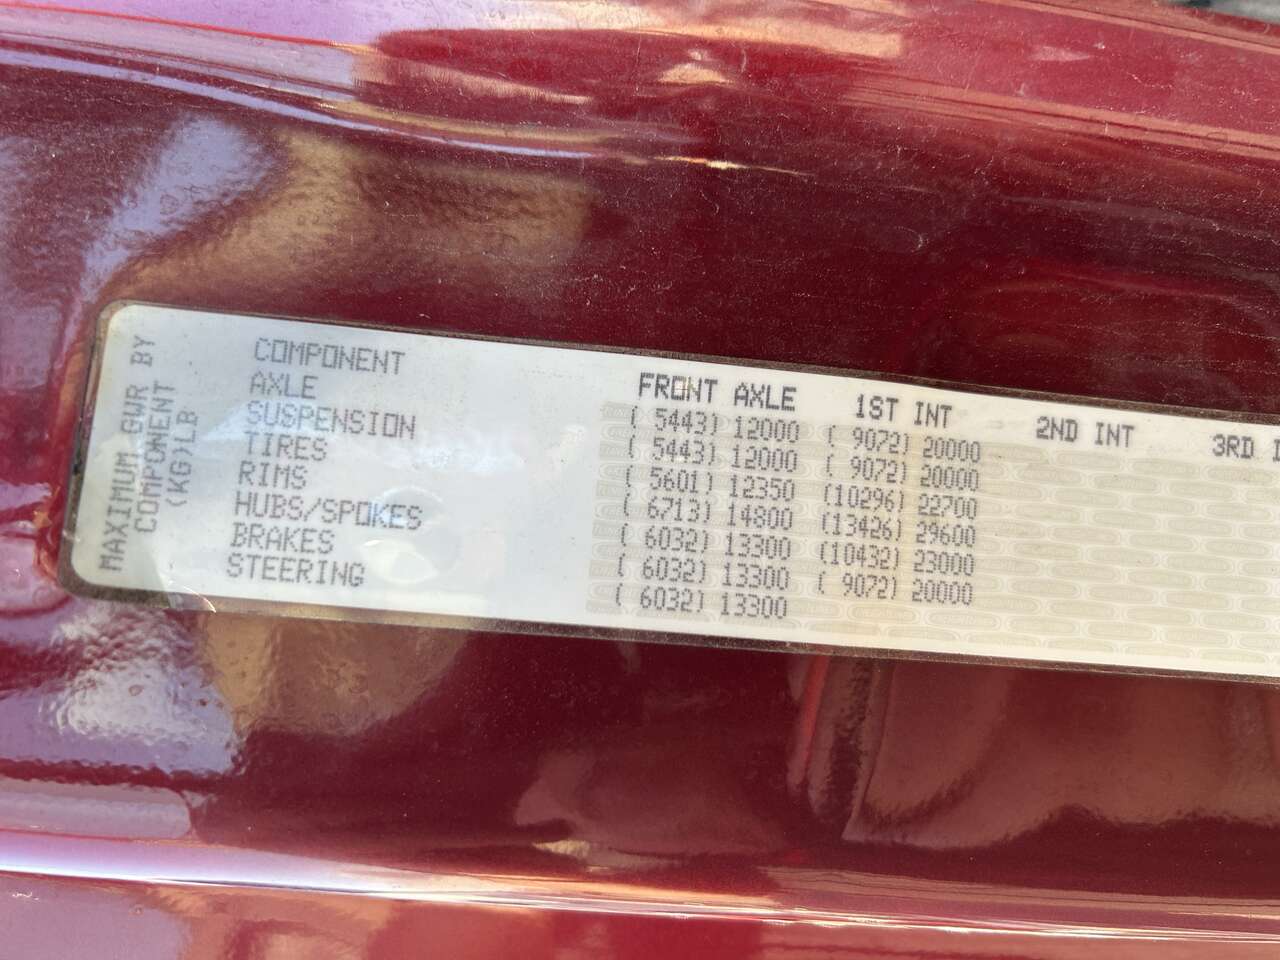 MAXIMUM GWR BY
COMPONENT
(KG)LB
COMPONENT FRONT AXLE 1ST INT 2ND INT 3RD
AXLE ( 5443) 12000 ( 9072) 20000
SUSPENSION ( 5443) 12000 ( 9072) 20000
TIRES ( 5601) 12350 (10296) 22700
RIMS ( 6713) 14800 (13426) 29600
HUBS/SPOKES ( 6032) 13300 (10432) 23000
BRAKES ( 6032) 13300 ( 9072) 20000
STEERING ( 6032) 13300